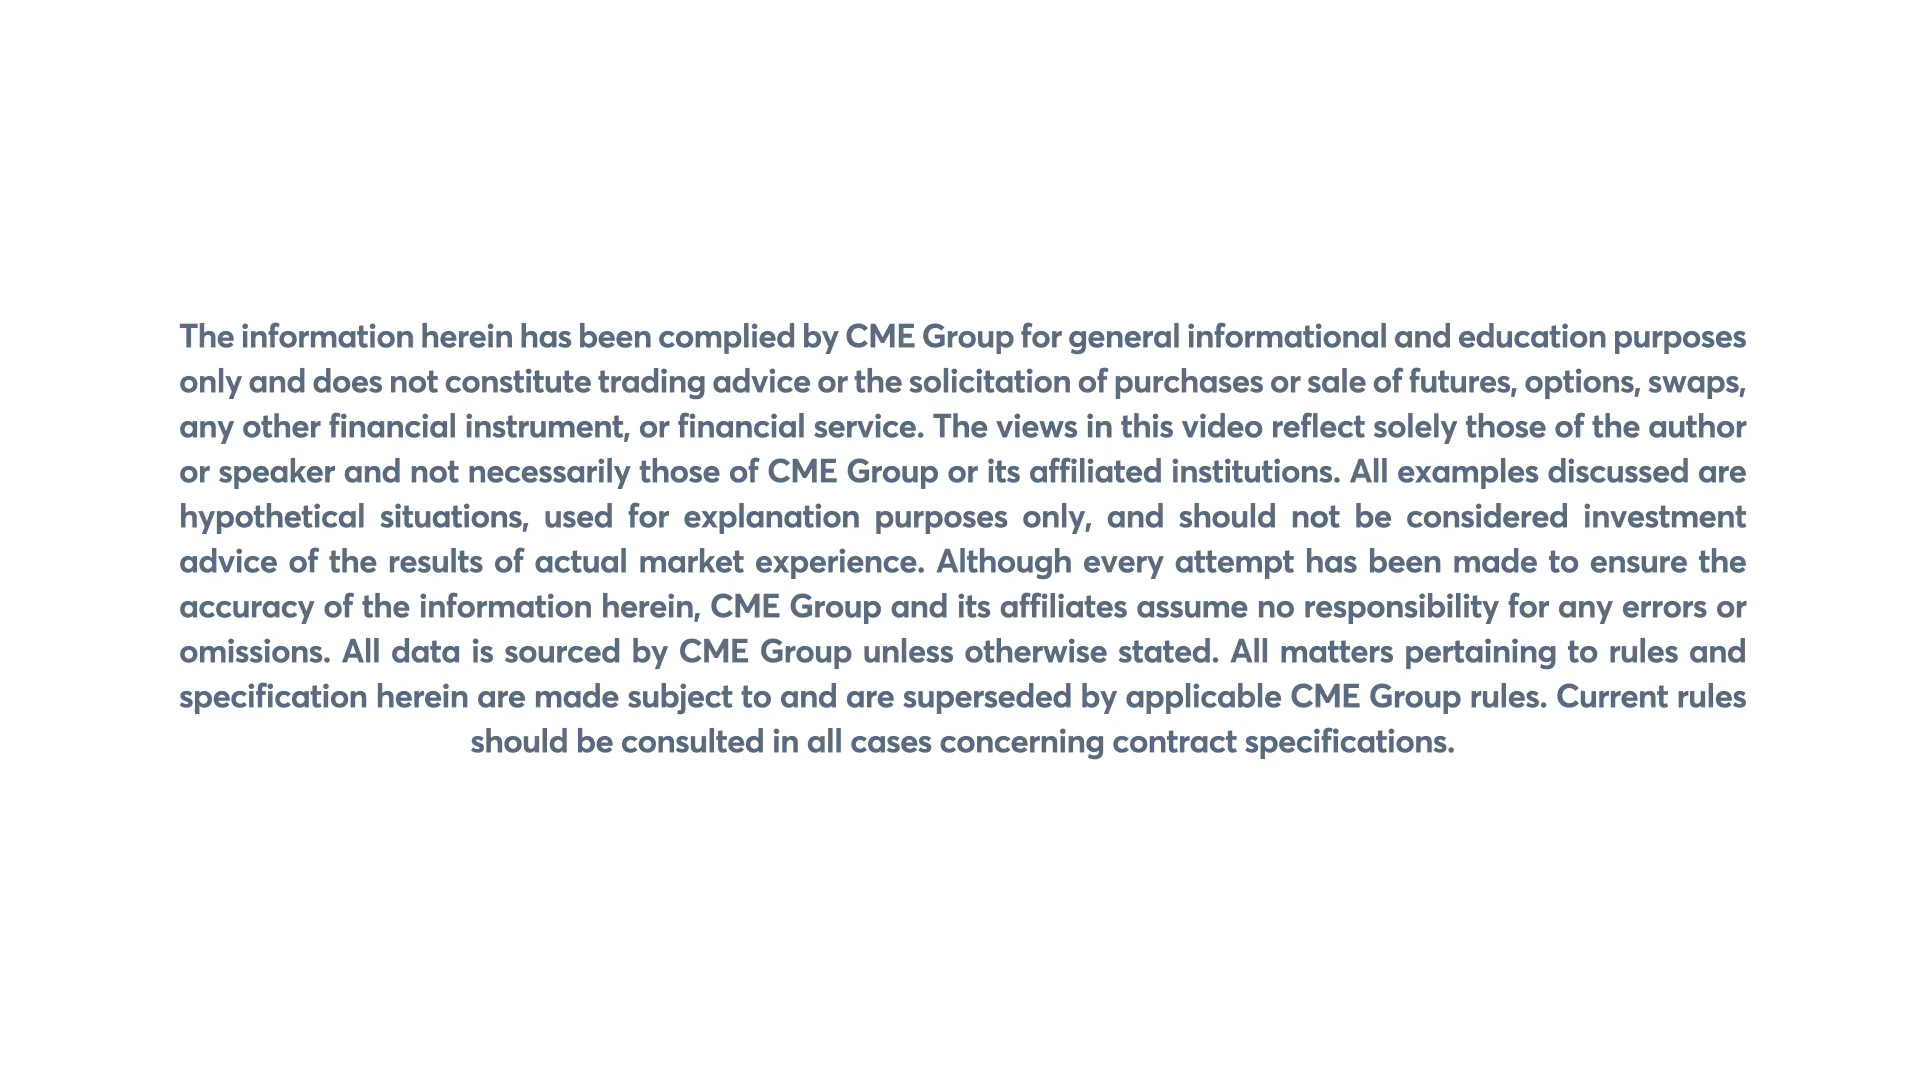 The information herein has been complied by CME Group for general informational and education purposes
only and does not constitute trading advice or the solicitation of purchases or sale of futures, options, swaps,
any other financial instrument, or financial service. The views in this video reflect solely those of the author
or speaker and not necessarily those of CME Group or its affiliated institutions. All examples discussed are
hypothetical situations, used for explanation purposes only, and should not be considered investment
advice of the results of actual market experience. Although every attempt has been made to ensure the
accuracy of the information herein, CME Group and its affiliates assume no responsibility for any errors or
omissions. All data is sourced by CME Group unless otherwise stated. All matters pertaining to rules and
specification herein are made subject to and are superseded by applicable CME Group rules. Current rules
should be consulted in all cases concerning contract specifications.